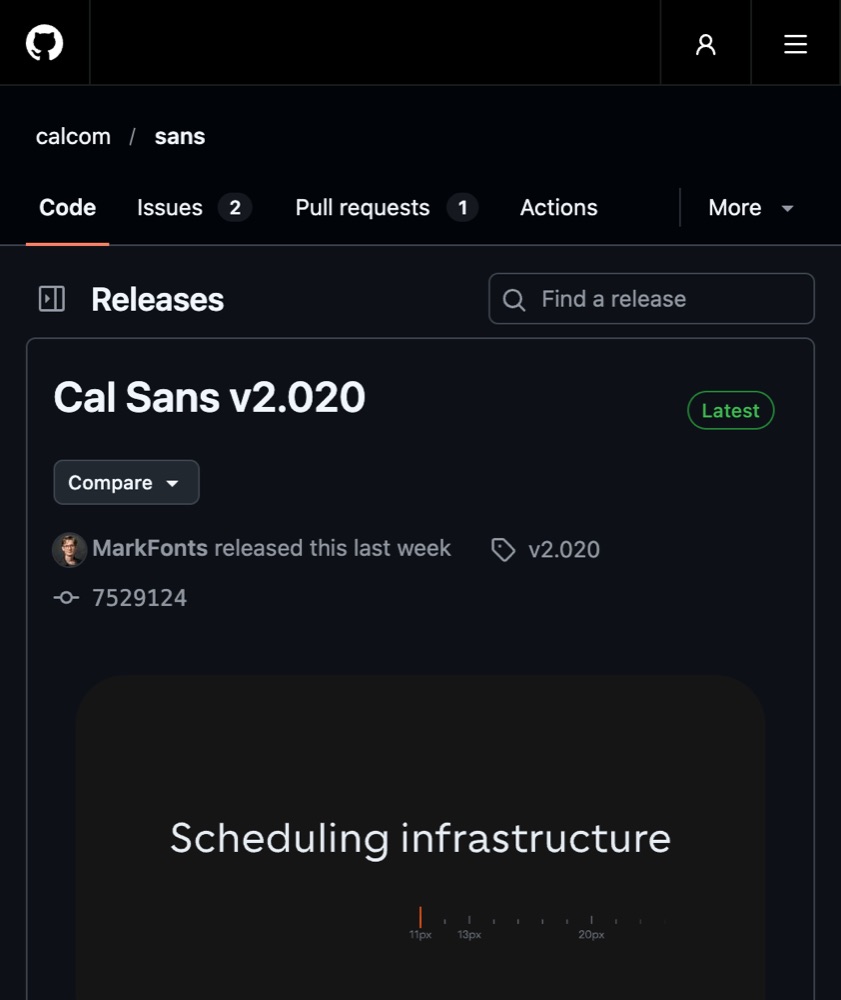 calcom / sans
Code Issues 2 Pull requests 1 Actions More
Releases Find a release
Cal Sans v2.020
Latest
Compare
MarkFonts released this last week v2.020
7529124
Scheduling infrastructure
11px 13px 20px